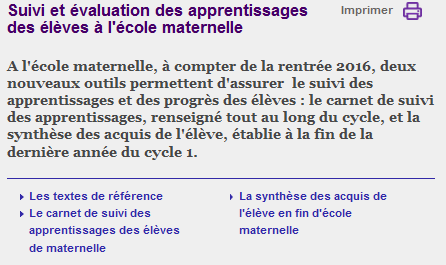 Suivi et évaluation des apprentissages
des élèves à l'école maternelle
Imprimer
A l'école maternelle, à compter de la rentrée 2016, deux
nouveaux outils permettent d'assurer le suivi des
apprentissages et des progrès des élèves : le carnet de suivi
des apprentissages, renseigné tout au long du cycle, et la
synthèse des acquis de l'élève, établie à la fin de la
dernière année du cycle 1.
Les textes de référence
Le carnet de suivi des
apprentissages des élèves
de maternelle
La synthèse des acquis de
l'élève en fin d'école
maternelle